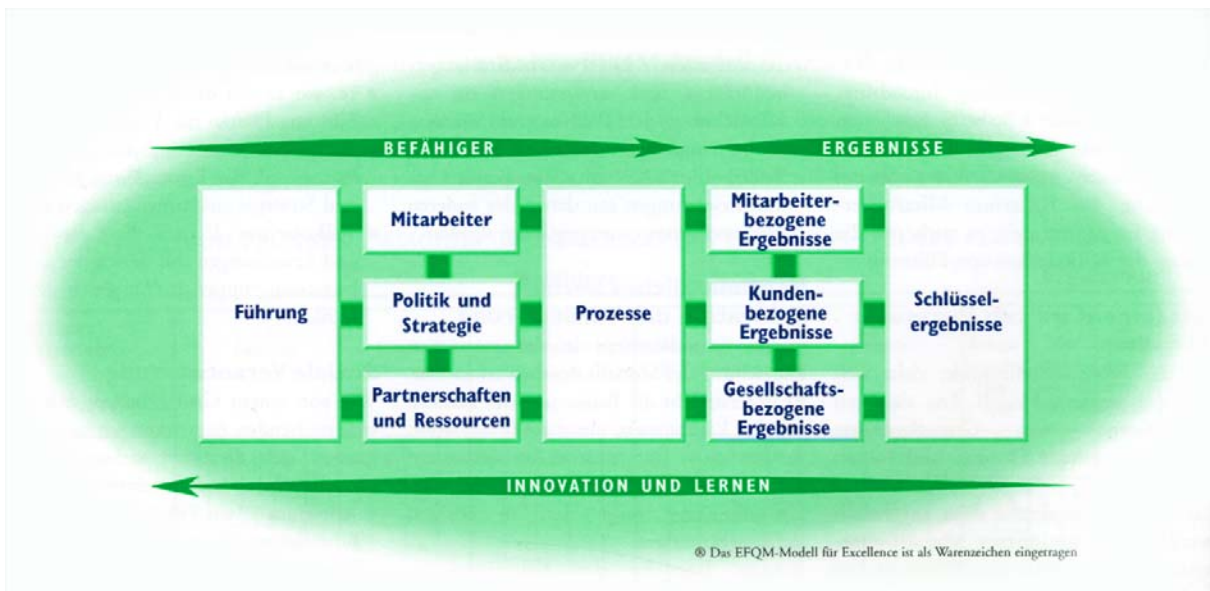 BEFÄHIGER
ERGEBNISSE
Führung
Mitarbeiter
Politik und
Strategie
Partnerschaften
und Ressourcen
Prozesse
Mitarbeiter-
bezogene
Ergebnisse
Kunden-
bezogene
Ergebnisse
Gesellschafts-
bezogene
Ergebnisse
Schlüssel-
ergebnisse
INNOVATION UND LERNEN
® Das EFQM-Modell für Excellence ist als Warenzeichen eingetragen